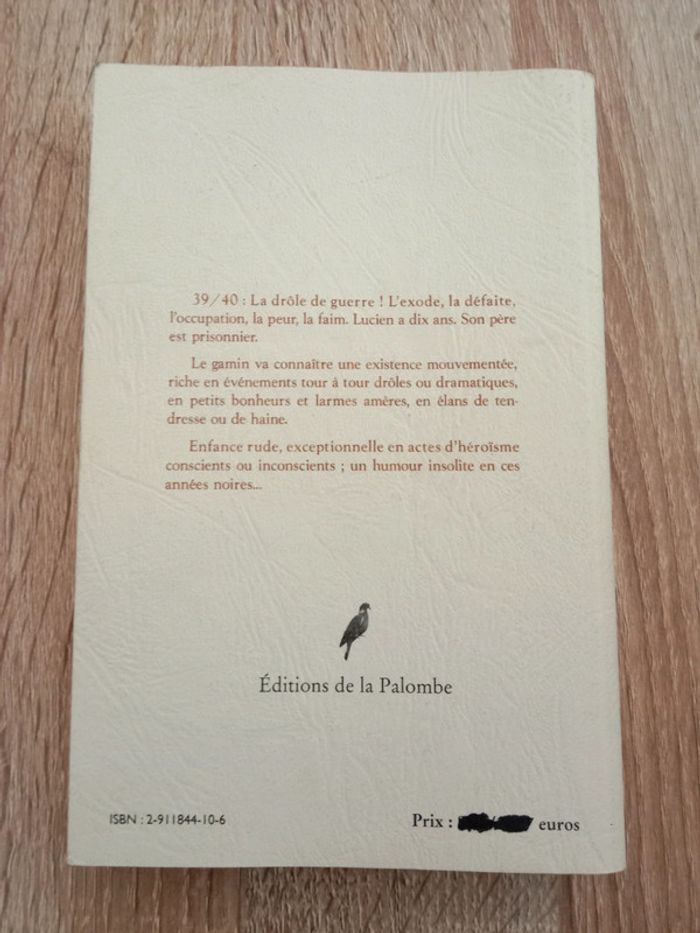 39/40 : La drôle de guerre ! L'exode, la défaite,
l'occupation, la peur, la faim. Lucien a dix ans. Son père
est prisonnier.
Le gamin va connaître une existence mouvementée,
riche en événements tour à tour drôles ou dramatiques,
en petits bonheurs et larmes amères, en élans de ten-
dresse ou de haine.
Enfance rude, exceptionnelle en actes d'héroïsme
conscients ou inconscients ; un humour insolite en ces
années noires...
Éditions de la Palombe
ISBN : 2-911844-10-6
Prix : euros